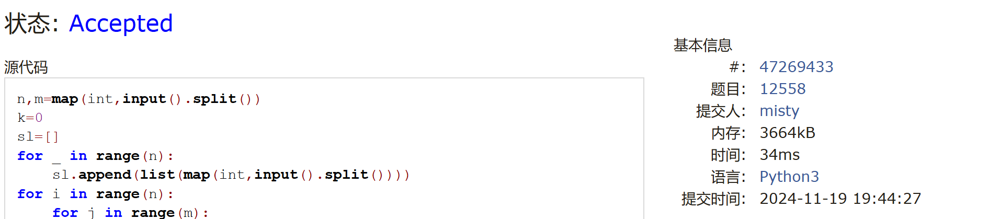 状态: Accepted
源代码
n,m=map(int,input().split())
k=0
sl=[]
for _ in range(n):
    sl.append(list(map(int,input().split())))
for i in range(n):
    for j in range(m):
基本信息
#: 47269433
题目: 12558
提交人: misty
内存: 3664kB
时间: 34ms
语言: Python3
提交时间: 2024-11-19 19:44:27